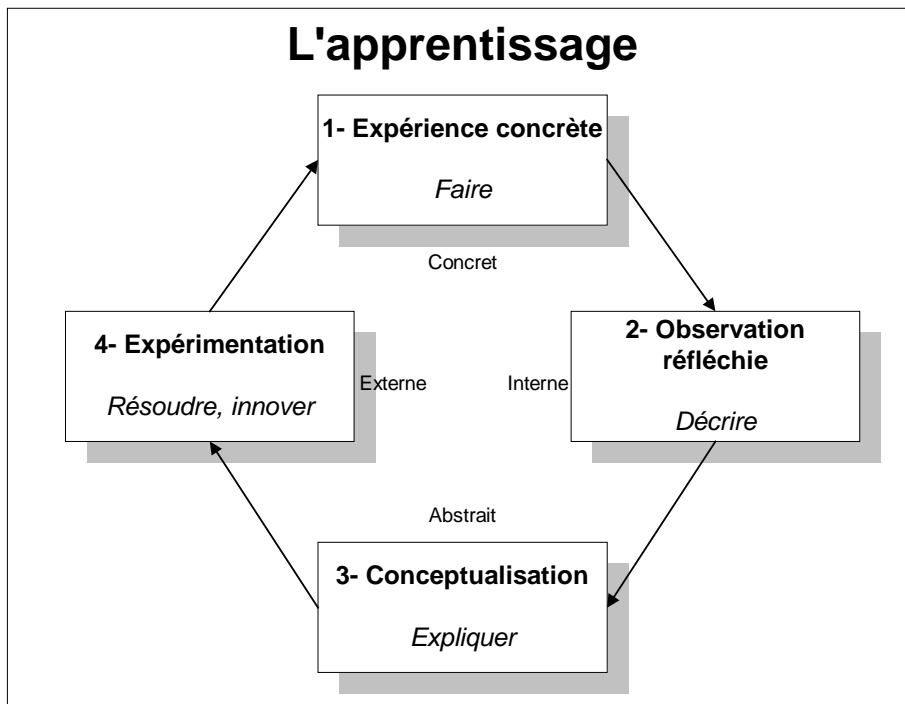 L'apprentissage
1- Expérience concrète
Faire
Concret
4- Expérimentation
Résoudre, innover
Externe
Interne
2- Observation
réfléchie
Décrire
Abstrait
3- Conceptualisation
Expliquer